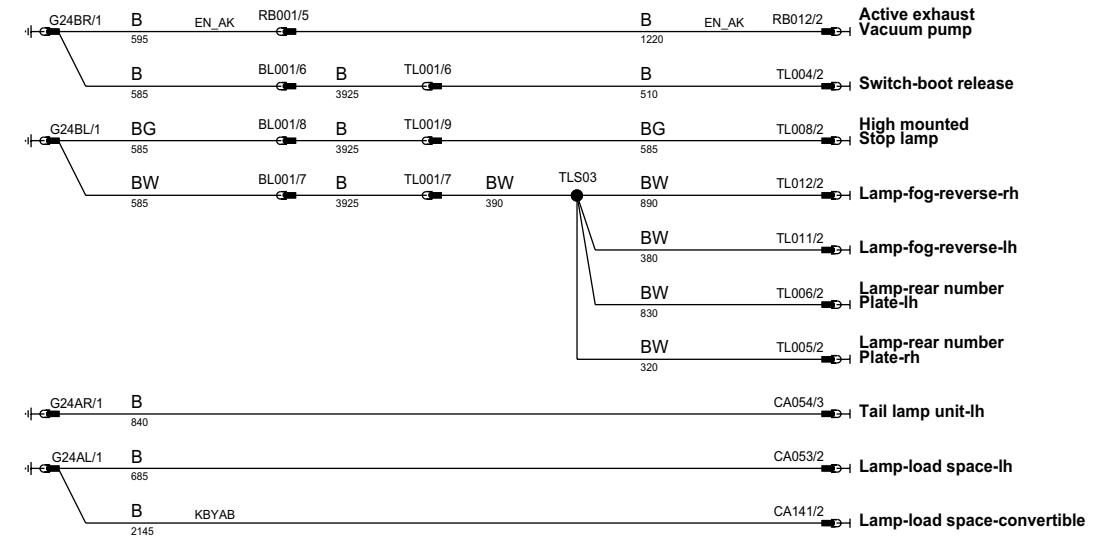 G24BR/1 B EN_AK RB001/5 B EN_AK RB012/2 Active exhaust
595 1220 Vacuum pump
B BL001/6 B TL001/6 B TL004/2 Switch-boot release
585 3925 510
G24BL/1 BG BL001/8 B TL001/9 BG TL008/2 High mounted
585 3925 585 Stop lamp
BW BL001/7 B TL001/7 BW TLS03 BW TL012/2 Lamp-fog-reverse-rh
585 3925 390 890
BW TL011/2 Lamp-fog-reverse-lh
380
BW TL006/2 Lamp-rear number
830 Plate-lh
BW TL005/2 Lamp-rear number
320 Plate-rh
G24AR/1 B CA054/3 Tail lamp unit-lh
840
G24AL/1 B CA053/2 Lamp-load space-lh
685
B KBYAB CA141/2 Lamp-load space-convertible
2145